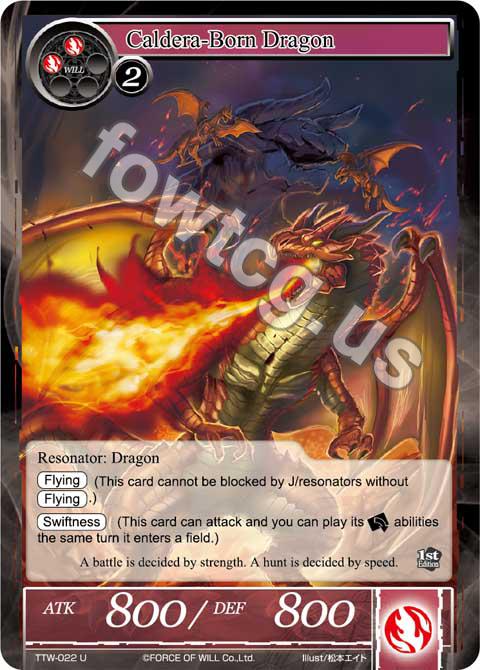 Caldera-Born Dragon
WILL
2
fowtcg.us
Resonator: Dragon
Flying (This card cannot be blocked by J/resonators without
Flying.)
Swiftness (This card can attack and you can play its abilities
the same turn it enters a field.)
A battle is decided by strength. A hunt is decided by speed.
1st
Edition
ATK 800/ DEF 800
TTW-022 U ©FORCE OF WILL Co.,Ltd. Illust/松本エイト